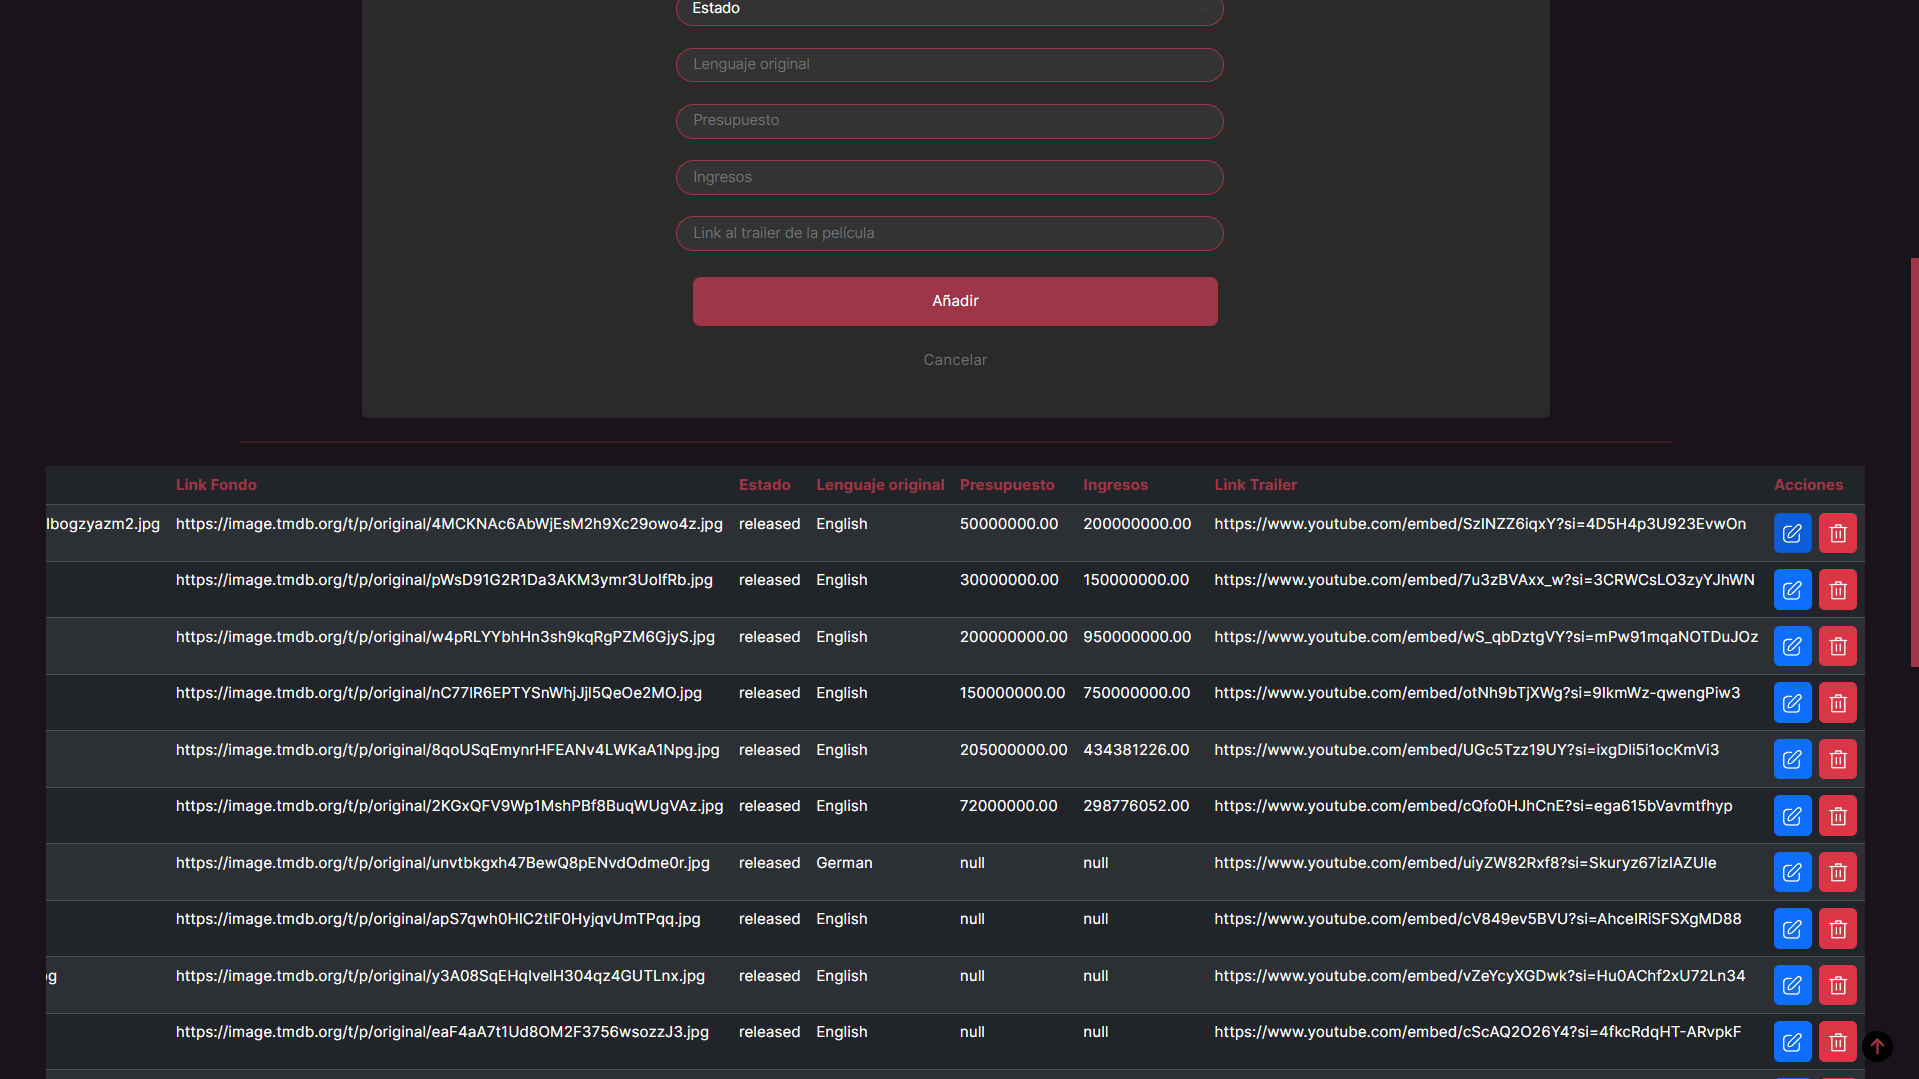 Estado
Lenguaje original
Presupuesto
Ingresos
Link al trailer de la película
Añadir
Cancelar
Link Fondo Estado Lenguaje original Presupuesto Ingresos Link Trailer Acciones
lbogzyazm2.jpg https://image.tmdb.org/t/p/original/4MCKNAc6AbWjEsM2h9Xc29owo4z.jpg released English 50000000.00 200000000.00 https://www.youtube.com/embed/SzINZZ6iqxY?si=4D5H4p3U923EvwOn
https://image.tmdb.org/t/p/original/pWsD91G2R1Da3AKM3ymr3UoIfRb.jpg released English 30000000.00 150000000.00 https://www.youtube.com/embed/7u3zBVAxx_w?si=3CRWCsLO3zyYJhWN
https://image.tmdb.org/t/p/original/w4pRLYYbhHn3sh9kqRgPZM6GjyS.jpg released English 200000000.00 950000000.00 https://www.youtube.com/embed/wS_qbDztgVY?si=mPw91mqaNOTDuJOz
https://image.tmdb.org/t/p/original/nC77lR6EPTYSnWhjJjl5QeOe2MO.jpg released English 150000000.00 750000000.00 https://www.youtube.com/embed/otNh9bTjXWg?si=9IkmWz-qwengPiw3
https://image.tmdb.org/t/p/original/8qoUSqEmynrHFEANv4LWKaA1Npg.jpg released English 205000000.00 434381226.00 https://www.youtube.com/embed/UGc5Tzz19UY?si=ixgDli5i1ocKmVi3
https://image.tmdb.org/t/p/original/2KGxQFV9Wp1MshPBf8BuqWUgVAz.jpg released English 72000000.00 298776052.00 https://www.youtube.com/embed/cQfo0HJhCnE?si=ega615bVavmtfhyp
https://image.tmdb.org/t/p/original/unvtbkgxh47BewQ8pENvdOdme0r.jpg released German null null https://www.youtube.com/embed/uiyZW82Rxf8?si=Skuryz67izIAZUle
https://image.tmdb.org/t/p/original/apS7qwh0HIC2tlF0HyjqvUmTPqq.jpg released English null null https://www.youtube.com/embed/cV849ev5BVU?si=AhceIRiSFSXgMD88
pg https://image.tmdb.org/t/p/original/y3A08SqEHqIvelH304qz4GUTLnx.jpg released English null null https://www.youtube.com/embed/vZeYcyXGDwk?si=Hu0AChf2xU72Ln34
https://image.tmdb.org/t/p/original/eaF4aA7t1Ud8OM2F3756wsozzJ3.jpg released English null null https://www.youtube.com/embed/cScAQ2O26Y4?si=4fkcRdqHT-ARvpkF